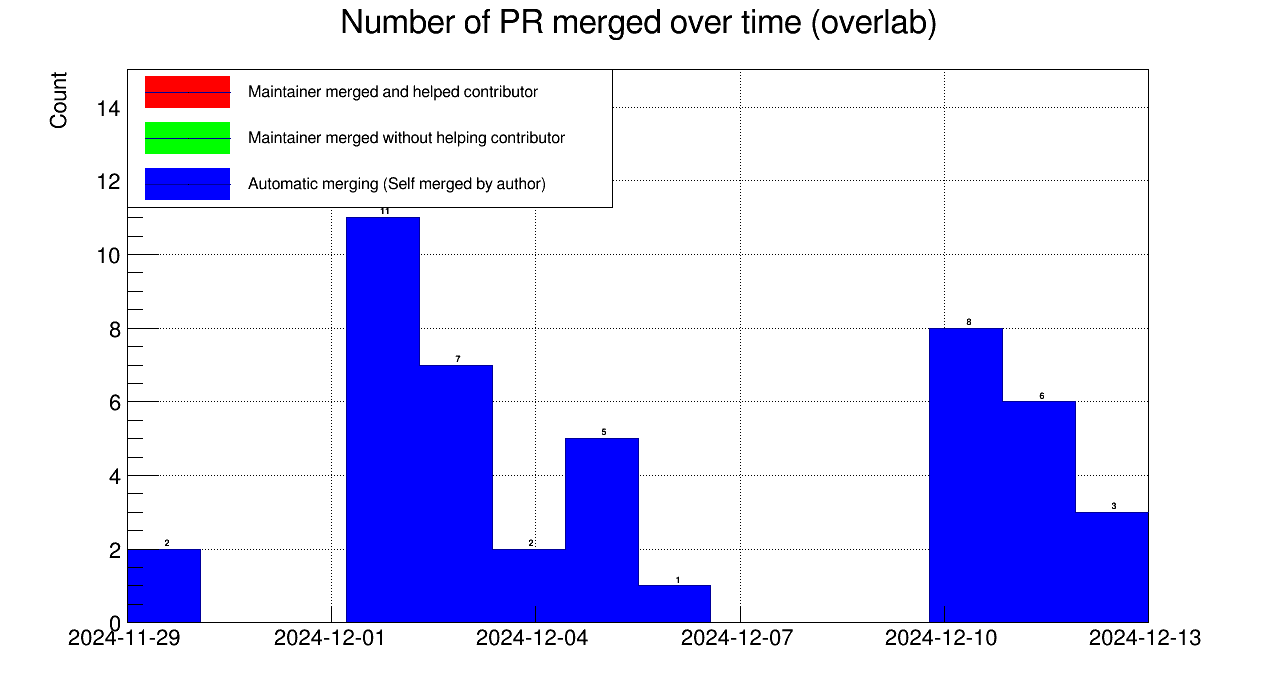 Number of PR merged over time (overlab)
Count
Maintainer merged and helped contributor
Maintainer merged without helping contributor
Automatic merging (Self merged by author)
14
12
10
8
6
4
2
0
2
11
7
2
5
1
8
6
3
2024-11-29 2024-12-01 2024-12-04 2024-12-07 2024-12-10 2024-12-13